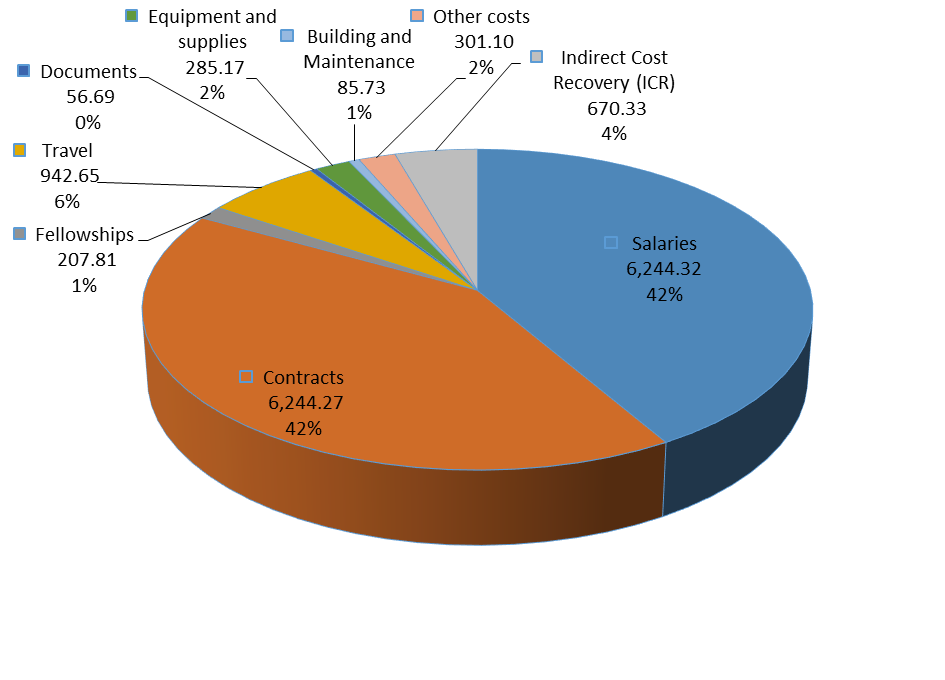 Equipment and
supplies
285.17
2%
Building and
Maintenance
85.73
1%
Other costs
301.10
2%
Indirect Cost
Recovery (ICR)
670.33
4%
Documents
56.69
0%
Travel
942.65
6%
Fellowships
207.81
1%
Salaries
6,244.32
42%
Contracts
6,244.27
42%